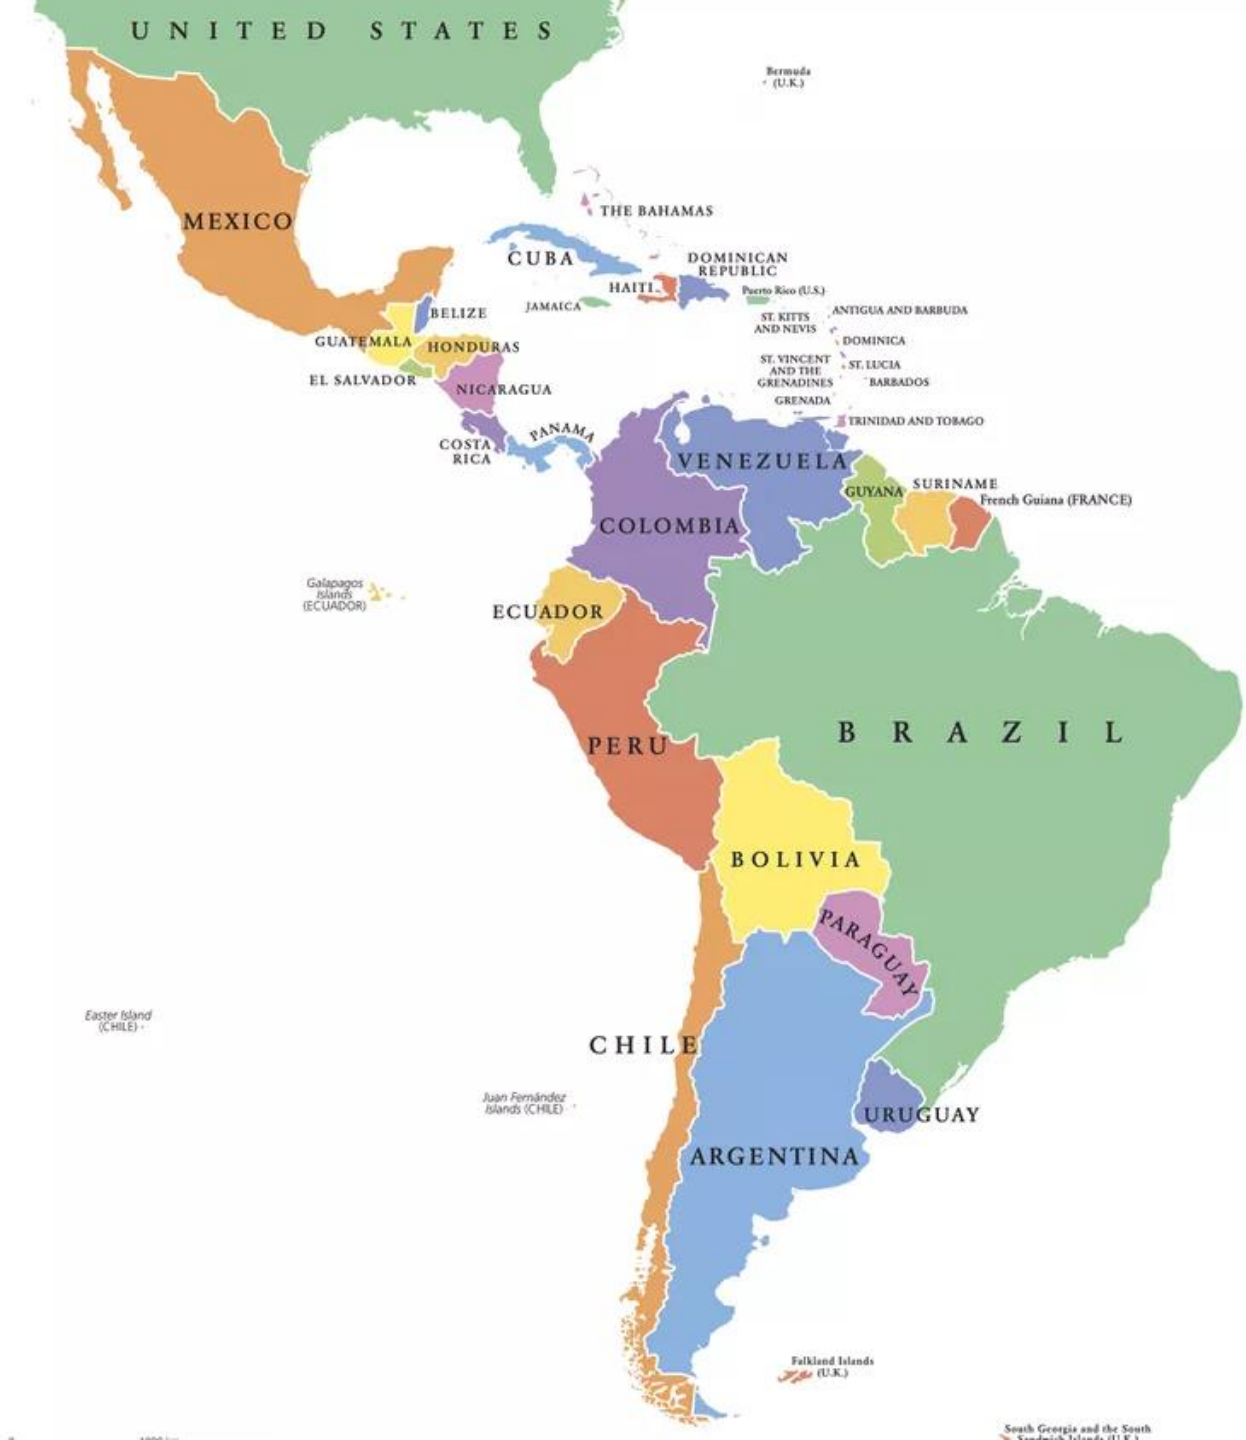 UNITED STATES
Bermuda
(U.K.)
MEXICO
THE BAHAMAS
CUBA
DOMINICAN
REPUBLIC
HAITI
Puerto Rico (U.S.)
JAMAICA
BELIZE
ANTIGUA AND BARBUDA
ST. KITTS
AND NEVIS
GUATEMALA
HONDURAS
DOMINICA
ST. VINCENT
AND THE
GRENADINES
ST. LUCIA
EL SALVADOR
BARBADOS
NICARAGUA
GRENADA
TRINIDAD AND TOBAGO
PANAMA
COSTA
RICA
VENEZUELA
GUYANA
SURINAME
French Guiana (FRANCE)
COLOMBIA
Galapagos
Islands
(ECUADOR)
ECUADOR
BRAZIL
PERU
BOLIVIA
PARAGUAY
Easter Island
(CHILE)
CHILE
Juan Fernández
Islands (CHILE)
URUGUAY
ARGENTINA
Falkland Islands
(U.K.)
South Georgia and the South
Sandwich Islands (U.K.)